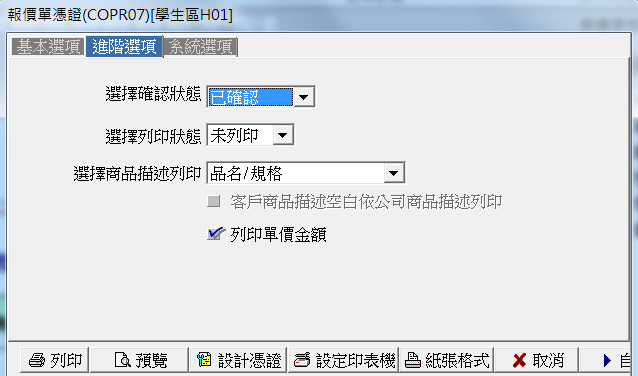 報價單憑證(COPR07)[學生區H01]
基本選項 進階選項 系統選項
選擇確認狀態 已確認
選擇列印狀態 未列印
選擇商品描述列印 品名/規格
客戶商品描述空白依公司商品描述列印
列印單價金額
列印 預覽 設計憑證 設定印表機 紙張格式 取消